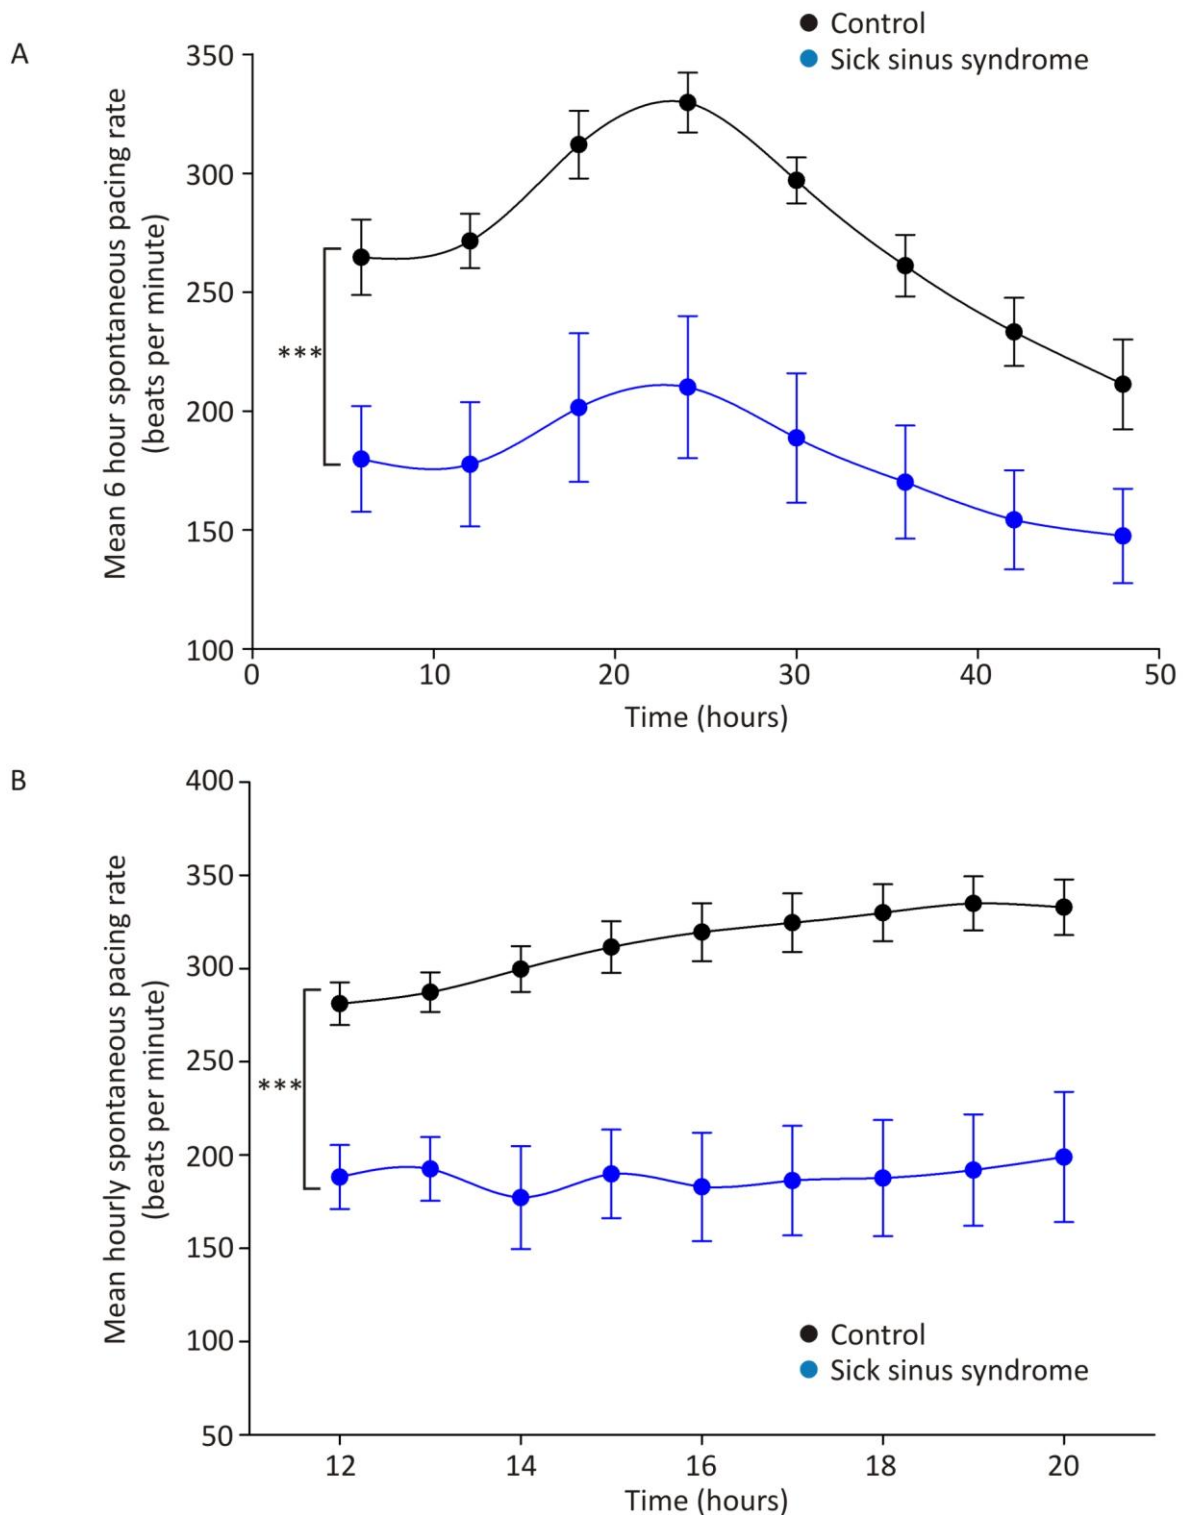 A
Control
Sick sinus syndrome
Mean 6 hour spontaneous pacing rate
(beats per minute)
350
300
250
200
150
100
***
0 10 20 30 40 50
Time (hours)
B
Mean hourly spontaneous pacing rate
(beats per minute)
400
350
300
250
200
150
100
50
***
Control
Sick sinus syndrome
12 14 16 18 20
Time (hours)